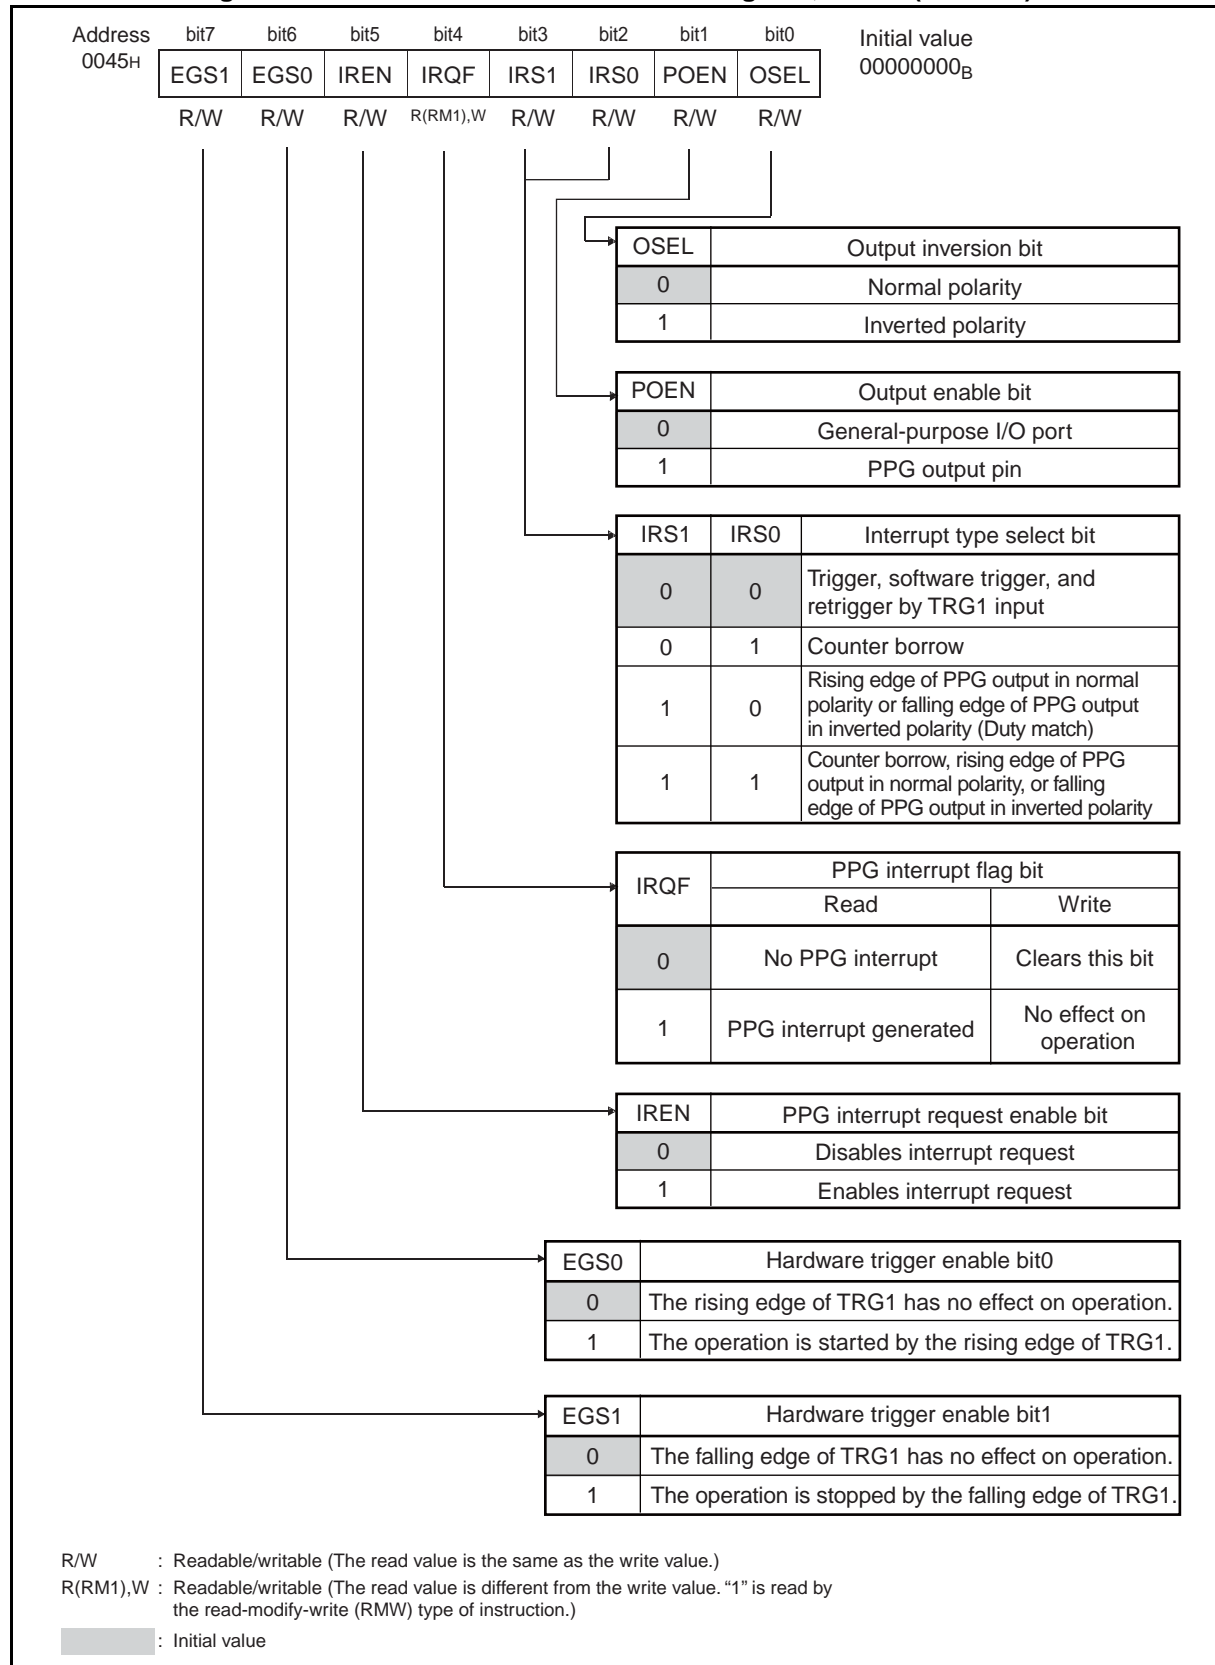 Address bit7 bit6 bit5 bit4 bit3 bit2 bit1 bit0 Initial value
0045H EGS1 EGS0 IREN IRQF IRS1 IRS0 POEN OSEL 00000000B
R/W R/W R/W R(RM1),W R/W R/W R/W R/W
OSEL Output inversion bit
0 Normal polarity
1 Inverted polarity
POEN Output enable bit
0 General-purpose I/O port
1 PPG output pin
IRS1 IRS0 Interrupt type select bit
0 0 Trigger, software trigger, and
retrigger by TRG1 input
0 1 Counter borrow
1 0 Rising edge of PPG output in normal
polarity or falling edge of PPG output
in inverted polarity (Duty match)
1 1 Counter borrow, rising edge of PPG
output in normal polarity, or falling
edge of PPG output in inverted polarity
IRQF PPG interrupt flag bit
Read Write
0 No PPG interrupt Clears this bit
1 PPG interrupt generated No effect on
operation
IREN PPG interrupt request enable bit
0 Disables interrupt request
1 Enables interrupt request
EGS0 Hardware trigger enable bit0
0 The rising edge of TRG1 has no effect on operation.
1 The operation is started by the rising edge of TRG1.
EGS1 Hardware trigger enable bit1
0 The falling edge of TRG1 has no effect on operation.
1 The operation is stopped by the falling edge of TRG1.
R/W : Readable/writable (The read value is the same as the write value.)
R(RM1),W : Readable/writable (The read value is different from the write value. “1” is read by
the read-modify-write (RMW) type of instruction.)
: Initial value